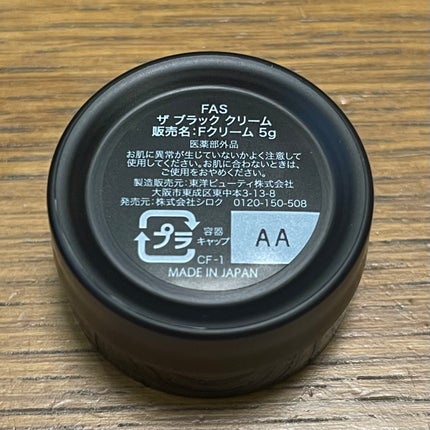 FAS
ザ ブラック クリーム
販売名:Fクリーム 5g
医薬部外品
お肌に異常が生じていないかよく注意して
使用してください。お肌に合わないときは、
ご使用をおやめください。
製造販売元:東洋ビューティ株式会社
大阪市東成区東中本3-13-8
発売元:株式会社シロク 0120-150-508
プラ
容器
キャップ
CF-1
AA
MADE IN JAPAN